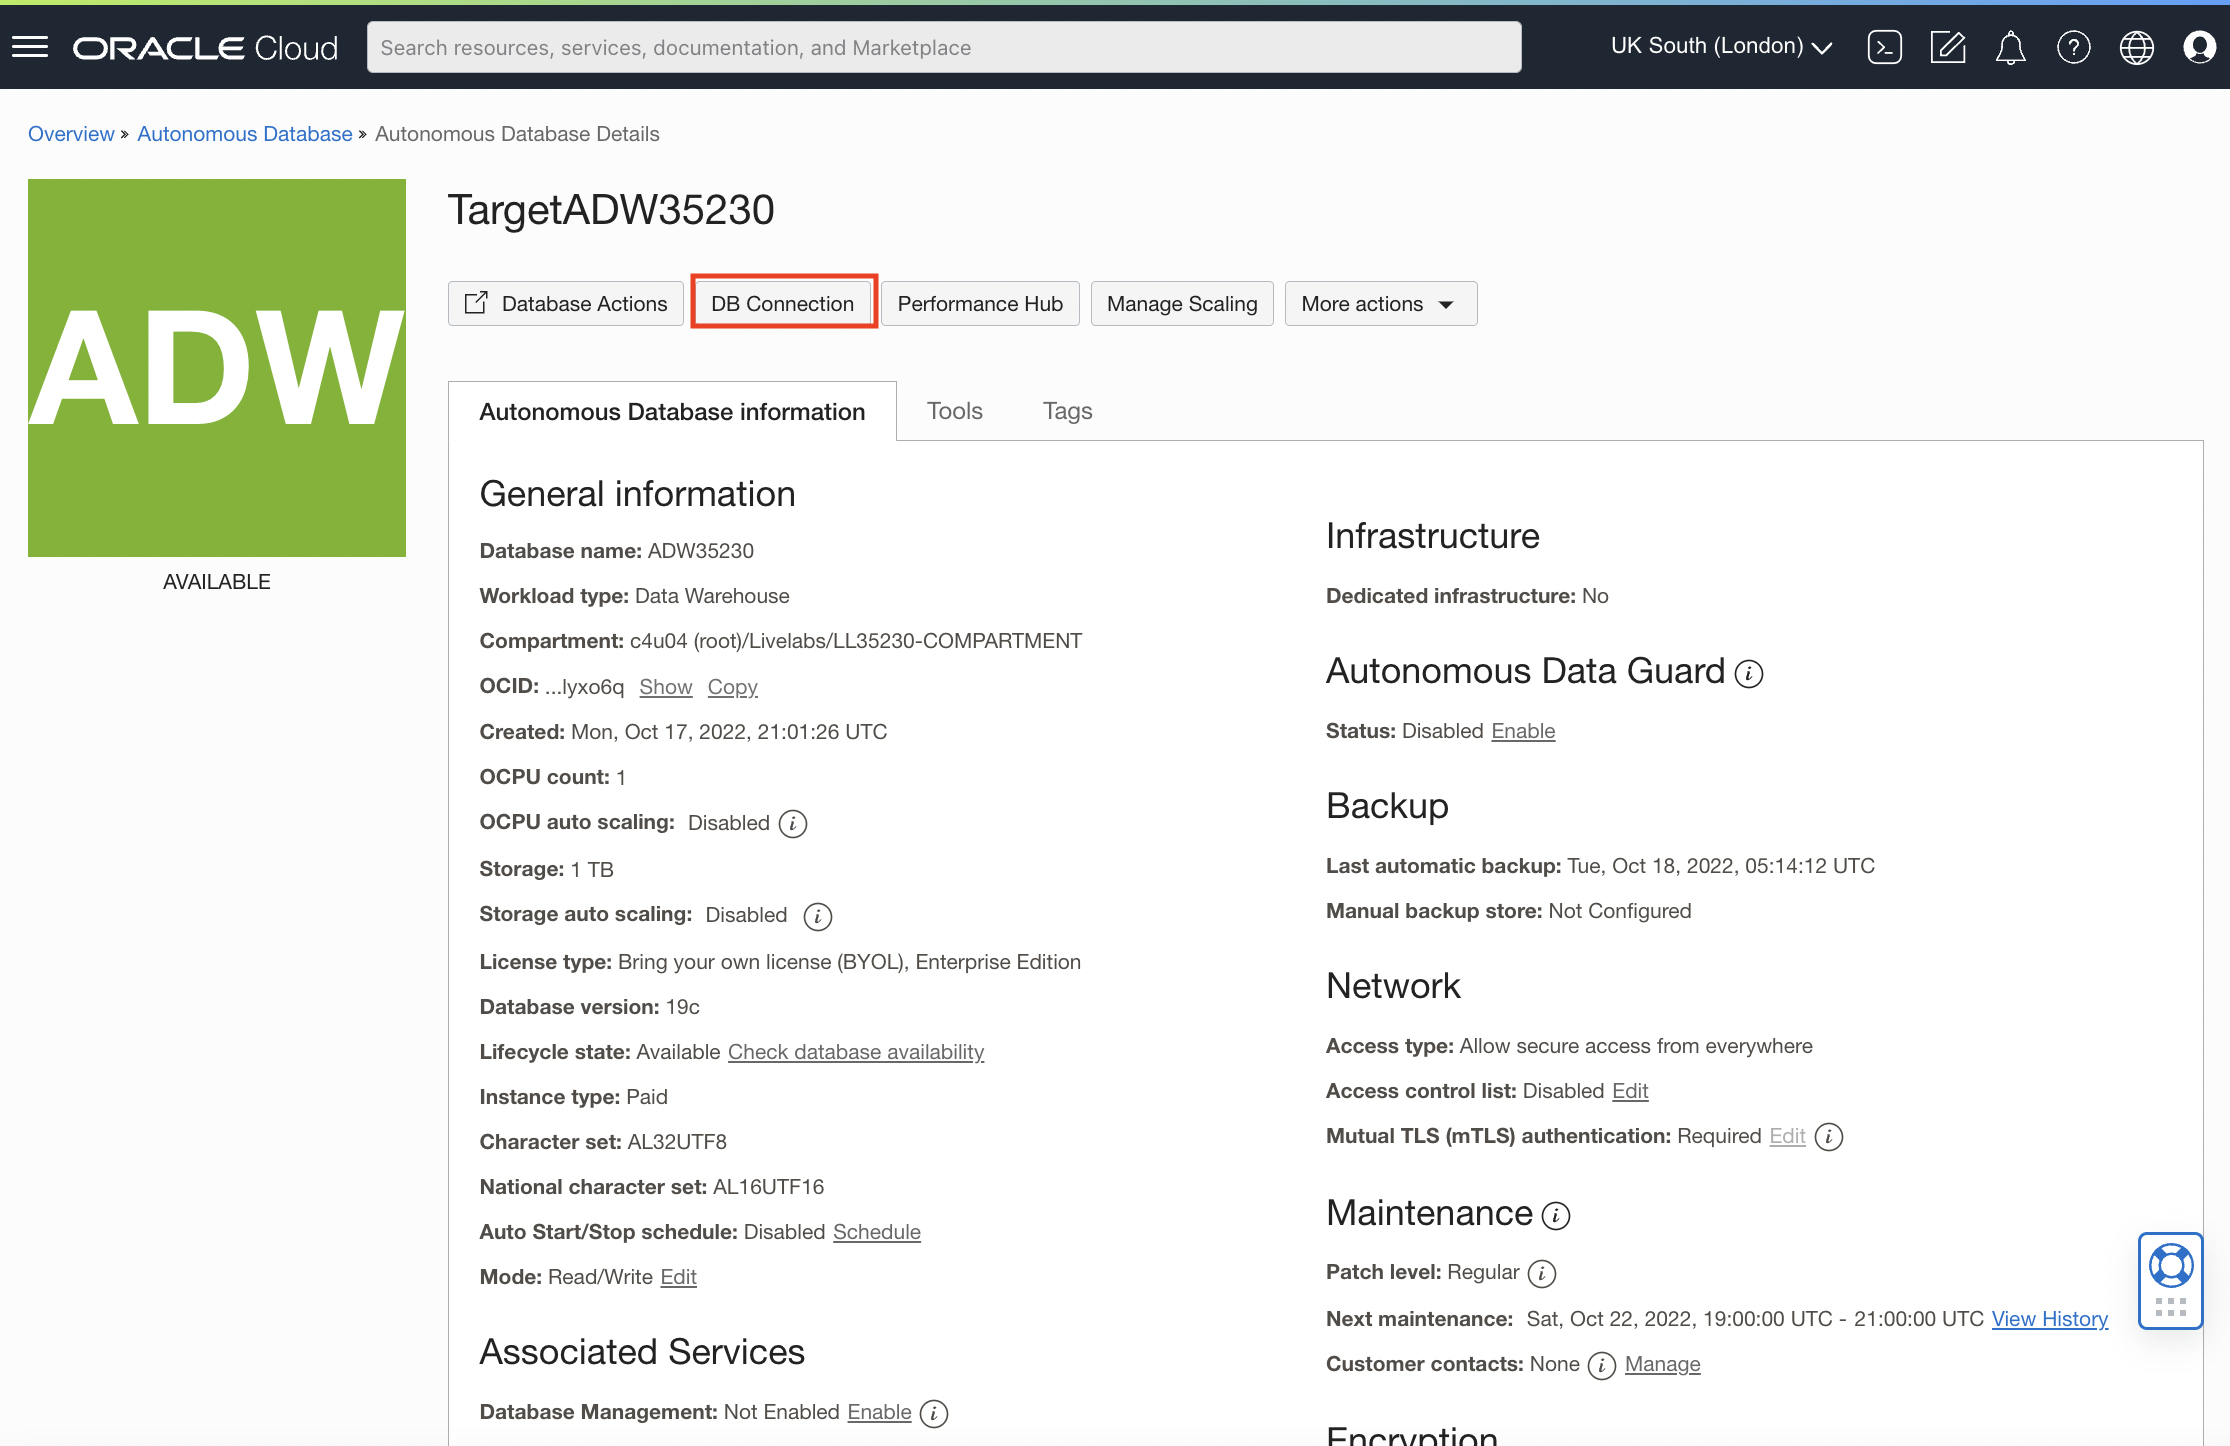 ORACLE Cloud
Search resources, services, documentation, and Marketplace
UK South (London)
Overview » Autonomous Database » Autonomous Database Details
ADW
AVAILABLE
TargetADW35230
Database Actions
DB Connection
Performance Hub
Manage Scaling
More actions
Autonomous Database information
Tools
Tags
General information
Database name: ADW35230
Workload type: Data Warehouse
Compartment: c4u04 (root)/Livelabs/LL35230-COMPARTMENT
OCID: ...lyxo6q Show Copy
Created: Mon, Oct 17, 2022, 21:01:26 UTC
OCPU count: 1
OCPU auto scaling: Disabled
Storage: 1 TB
Storage auto scaling: Disabled
License type: Bring your own license (BYOL), Enterprise Edition
Database version: 19c
Lifecycle state: Available Check database availability
Instance type: Paid
Character set: AL32UTF8
National character set: AL16UTF16
Auto Start/Stop schedule: Disabled Schedule
Mode: Read/Write Edit
Associated Services
Database Management: Not Enabled Enable
Infrastructure
Dedicated infrastructure: No
Autonomous Data Guard
Status: Disabled Enable
Backup
Last automatic backup: Tue, Oct 18, 2022, 05:14:12 UTC
Manual backup store: Not Configured
Network
Access type: Allow secure access from everywhere
Access control list: Disabled Edit
Mutual TLS (mTLS) authentication: Required Edit
Maintenance
Patch level: Regular
Next maintenance: Sat, Oct 22, 2022, 19:00:00 UTC - 21:00:00 UTC View History
Customer contacts: None Manage
Encryption